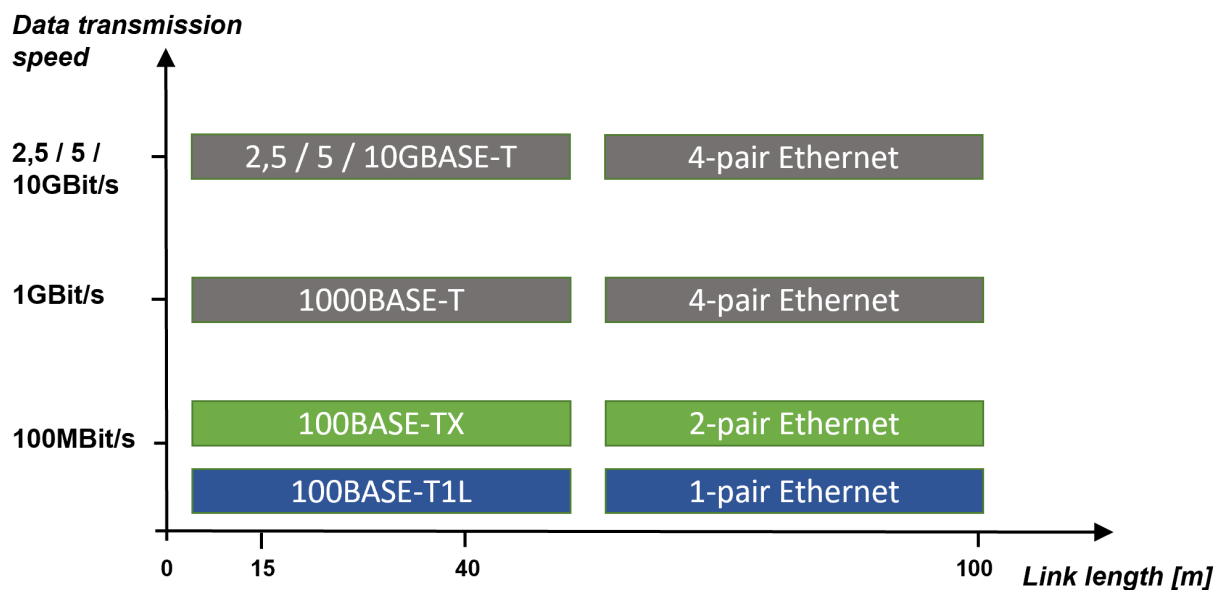 Data transmission
speed
2,5 / 5 /
10GBit/s
2,5 / 5 / 10GBASE-T
4-pair Ethernet
1GBit/s
1000BASE-T
4-pair Ethernet
100MBit/s
100BASE-TX
2-pair Ethernet
100BASE-T1L
1-pair Ethernet
0
15
40
100
Link length [m]